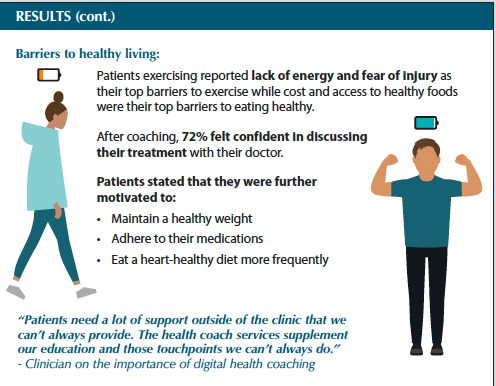 RESULTS (cont.)
Barriers to healthy living:
Patients exercising reported lack of energy and fear of injury as
their top barriers to exercise while cost and access to healthy foods
were their top barriers to eating healthy.
After coaching, 72% felt confident in discussing
their treatment with their doctor.
Patients stated that they were further
motivated to:
• Maintain a healthy weight
• Adhere to their medications
• Eat a heart-healthy diet more frequently
“Patients need a lot of support outside of the clinic that we
can’t always provide. The health coach services supplement
our education and those touchpoints we can’t always do.”
- Clinician on the importance of digital health coaching